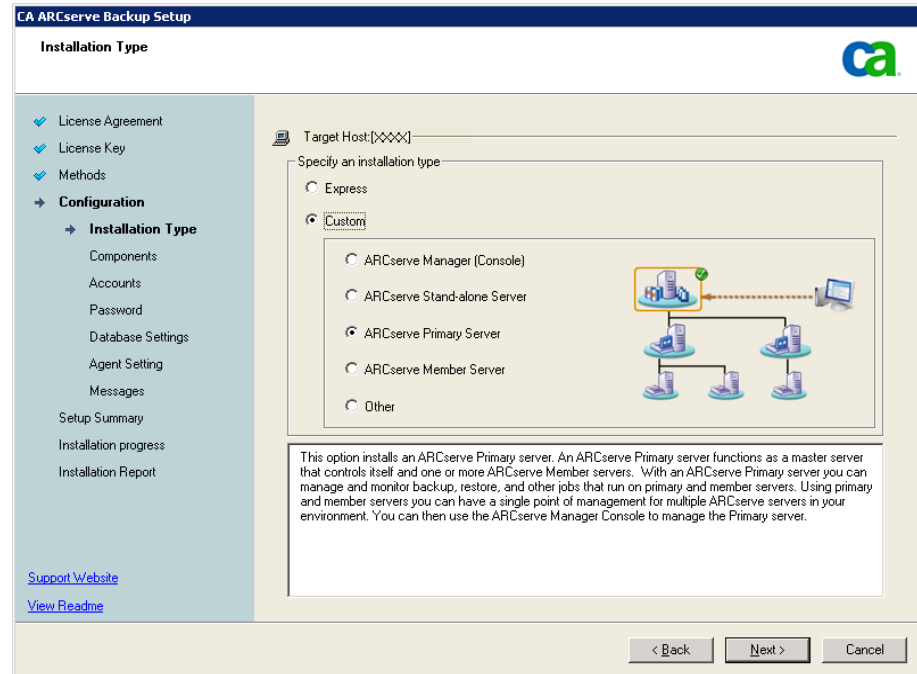 CA ARCserve Backup Setup
Installation Type
ca
License Agreement
License Key
Methods
Configuration
Installation Type
Components
Accounts
Password
Database Settings
Agent Setting
Messages
Setup Summary
Installation progress
Installation Report
Support Website
View Readme
Target Host:[XXXX]
Specify an installation type
Express
Custom
ARCserve Manager (Console)
ARCserve Stand-alone Server
ARCserve Primary Server
ARCserve Member Server
Other
This option installs an ARCserve Primary server. An ARCserve Primary server functions as a master server
that controls itself and one or more ARCserve Member servers.  With an ARCserve Primary server you can
manage and monitor backup, restore, and other jobs that run on primary and member servers. Using primary
and member servers you can have a single point of management for multiple ARCserve servers in your
environment. You can then use the ARCserve Manager Console to manage the Primary server.
< Back
Next >
Cancel